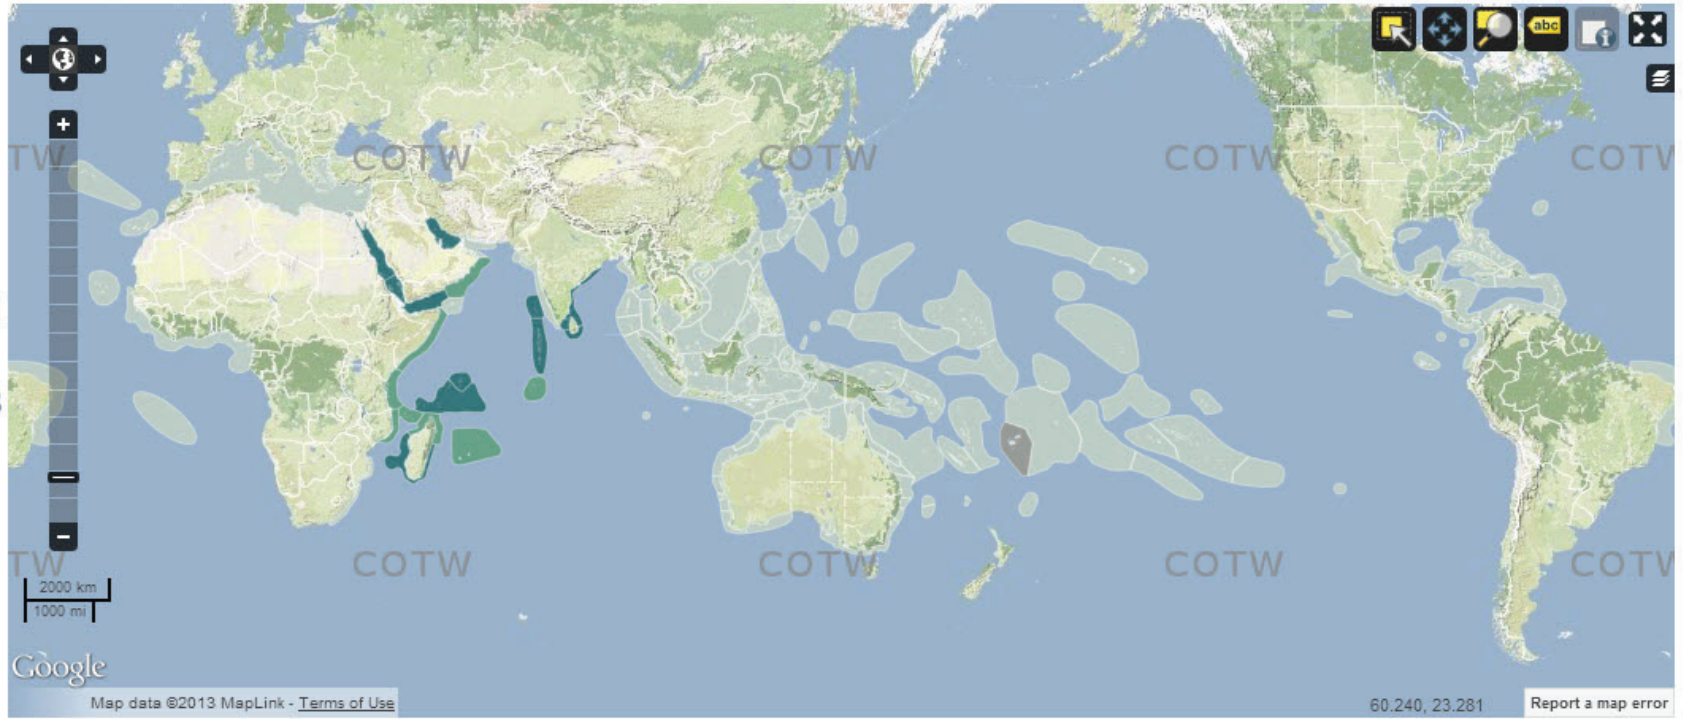 abc
TW COTW COTW COTW COTW
TW COTW COTW COTW COTW
2000 km
1000 mi
Google
Map data ©2013 MapLink - Terms of Use
60.240, 23.281
Report a map error